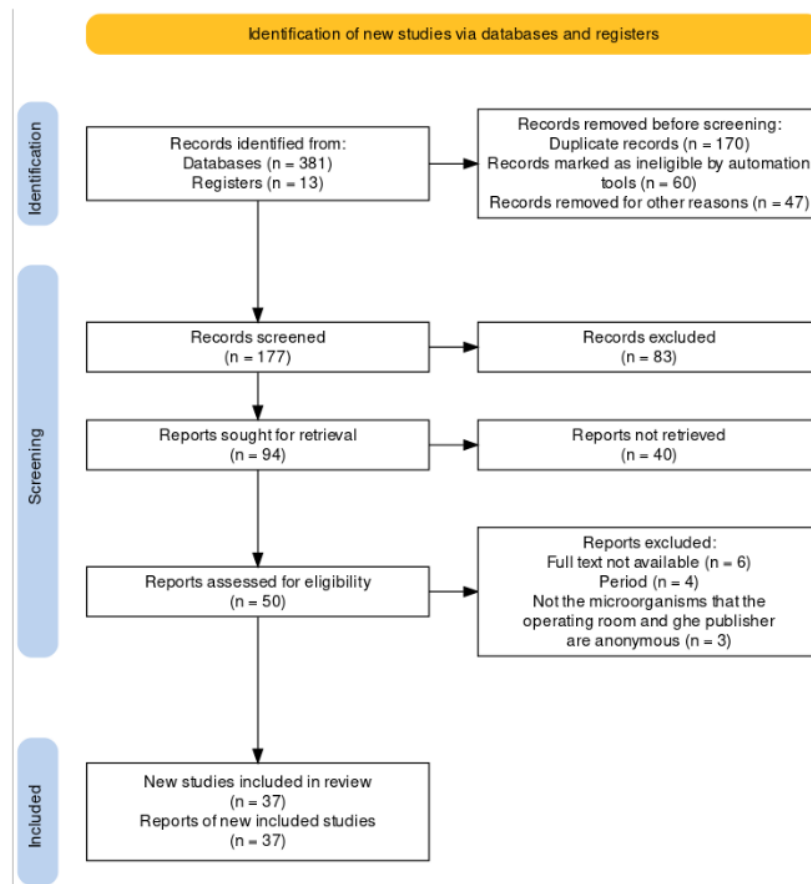 Identification of new studies via databases and registers
Identification
Records identified from:
Databases (n = 381)
Registers (n = 13)
Records removed before screening:
Duplicate records (n = 170)
Records marked as ineligible by automation
tools (n = 60)
Records removed for other reasons (n = 47)
Screening
Records screened
(n = 177)
Records excluded
(n = 83)
Reports sought for retrieval
(n = 94)
Reports not retrieved
(n = 40)
Reports assessed for eligibility
(n = 50)
Reports excluded:
Full text not available (n = 6)
Period (n = 4)
Not the microorganisms that the
operating room and ghe publisher
are anonymous (n = 3)
Included
New studies included in review
(n = 37)
Reports of new included studies
(n = 37)